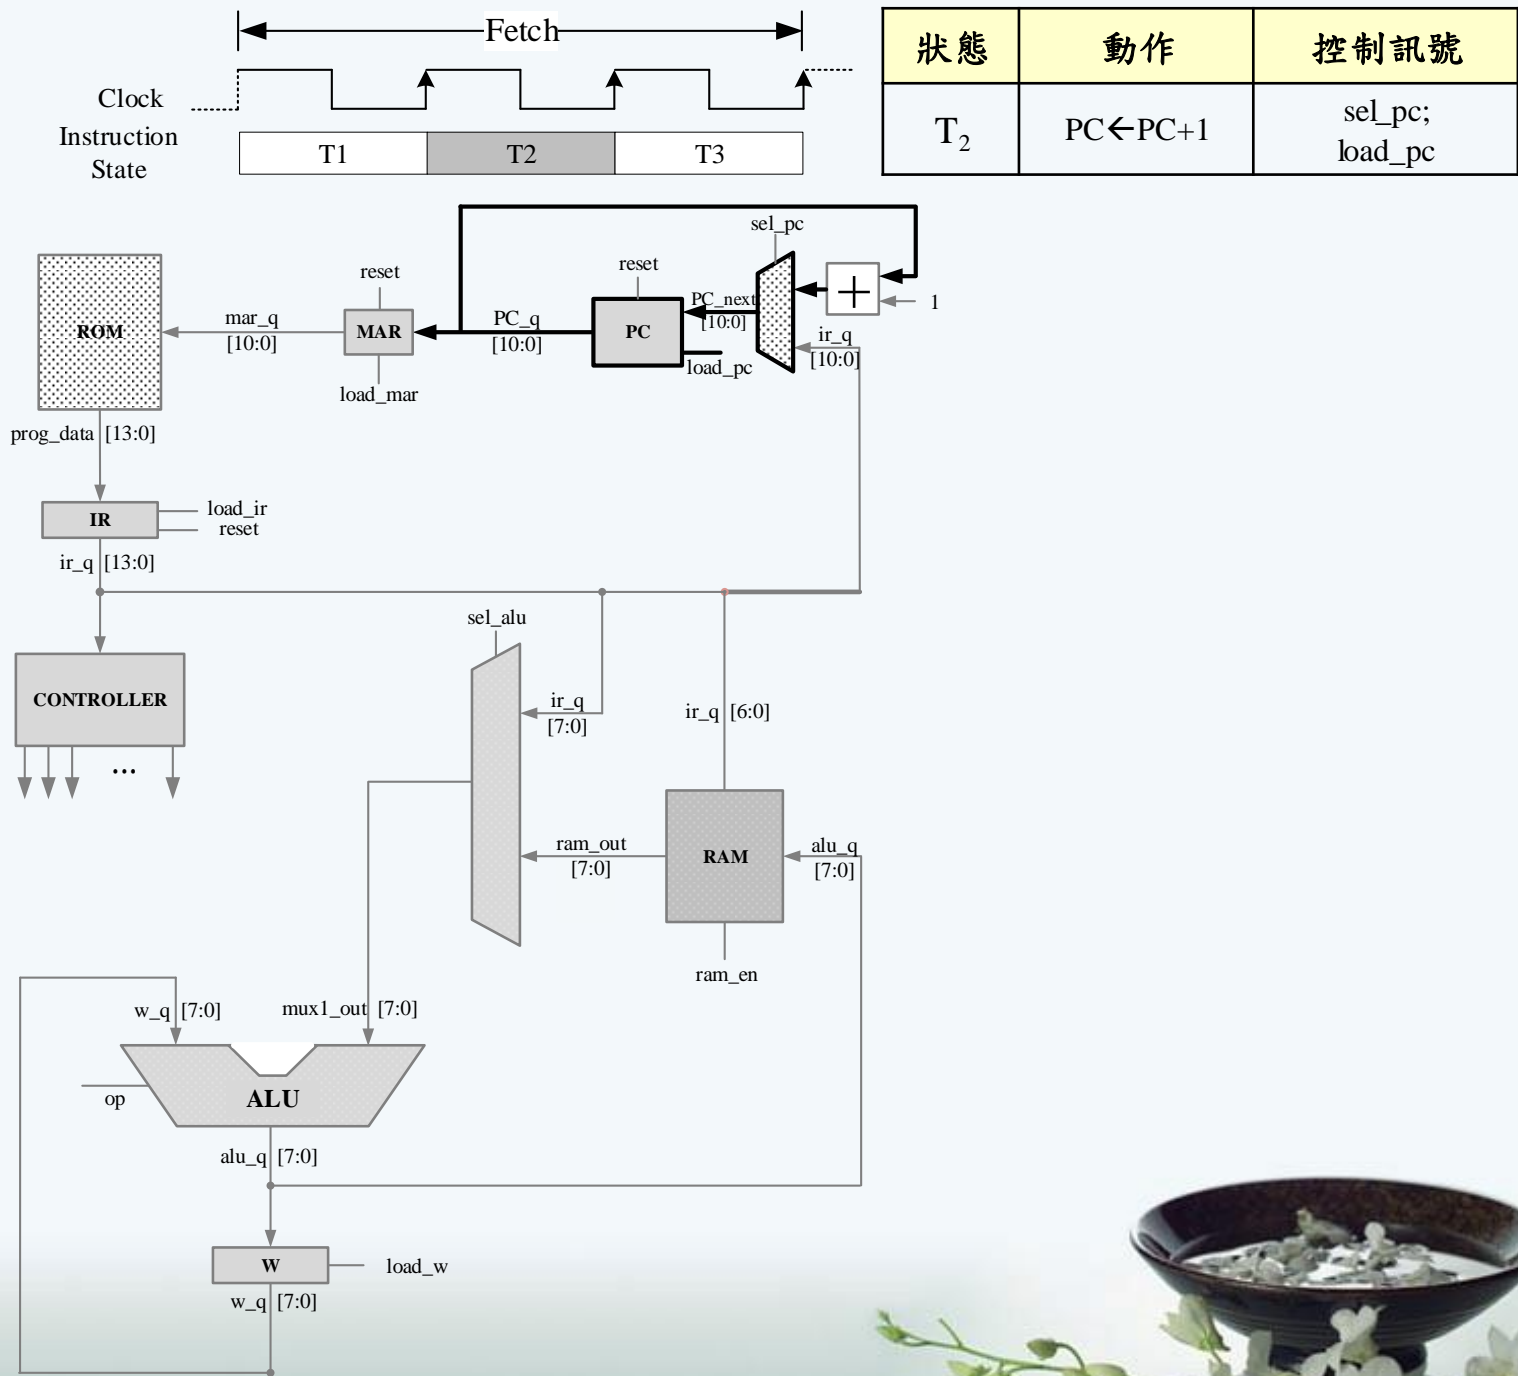 Fetch
Clock
Instruction
State
T1
T2
T3
狀態
動作
控制訊號
T2
PC←PC+1
sel_pc;
load_pc
sel_pc
reset
reset
ROM
mar_q
[10:0]
MAR
PC_q
[10:0]
PC
PC_next
[10:0]
+
1
ir_q
[10:0]
load_mar
load_pc
prog_data [13:0]
IR
load_ir
reset
ir_q [13:0]
sel_alu
CONTROLLER
...
ir_q
[7:0]
ir_q [6:0]
ram_out
[7:0]
RAM
alu_q
[7:0]
ram_en
w_q [7:0]
mux1_out [7:0]
op
ALU
alu_q [7:0]
W
load_w
w_q [7:0]